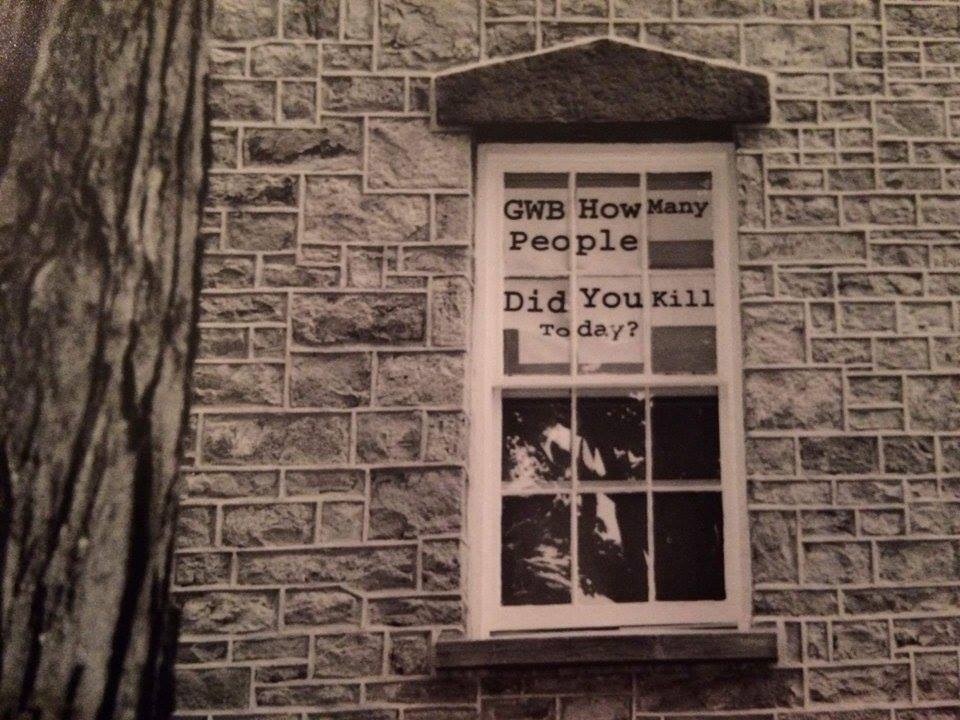 GWB How Many
People
Did You Kill
Today?